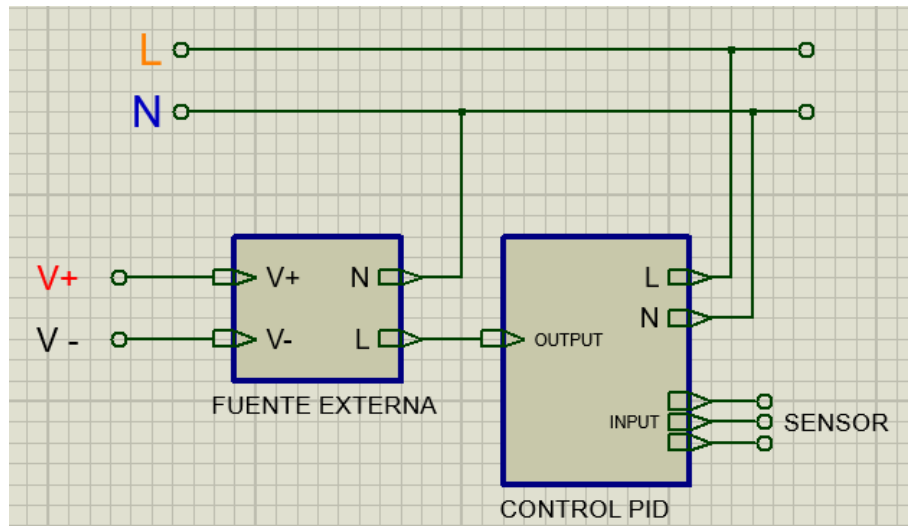 L
N
V+
V -
V+ N
V- L
FUENTE EXTERNA
L
N
OUTPUT
INPUT
SENSOR
CONTROL PID